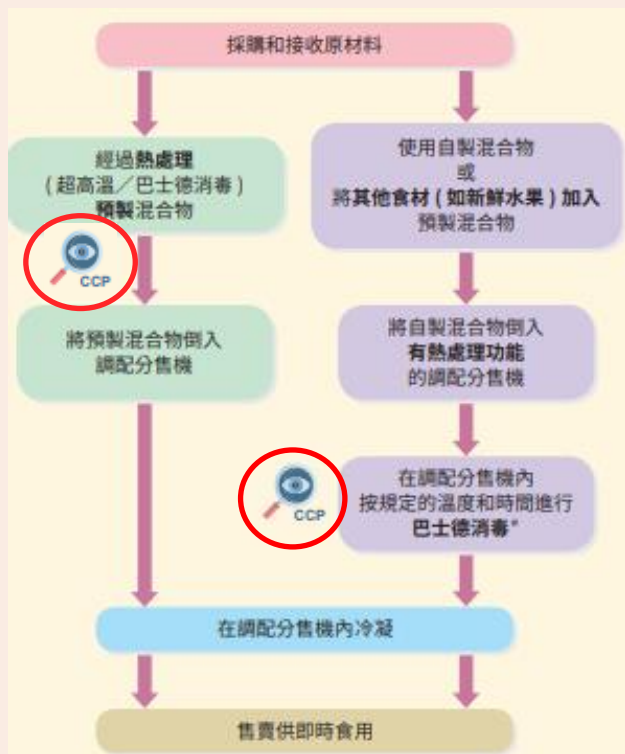 採購和接收原材料
經過熱處理
(超高溫／巴士德消毒)
預製混合物
使用自製混合物
或
將其他食材(如新鮮水果)加入
預製混合物
CCP
將預製混合物倒入
調配分售機
將自製混合物倒入
有熱處理功能
的調配分售機
CCP
在調配分售機內
按規定的溫度和時間進行
巴士德消毒*
在調配分售機內冷凝
售賣供即時食用